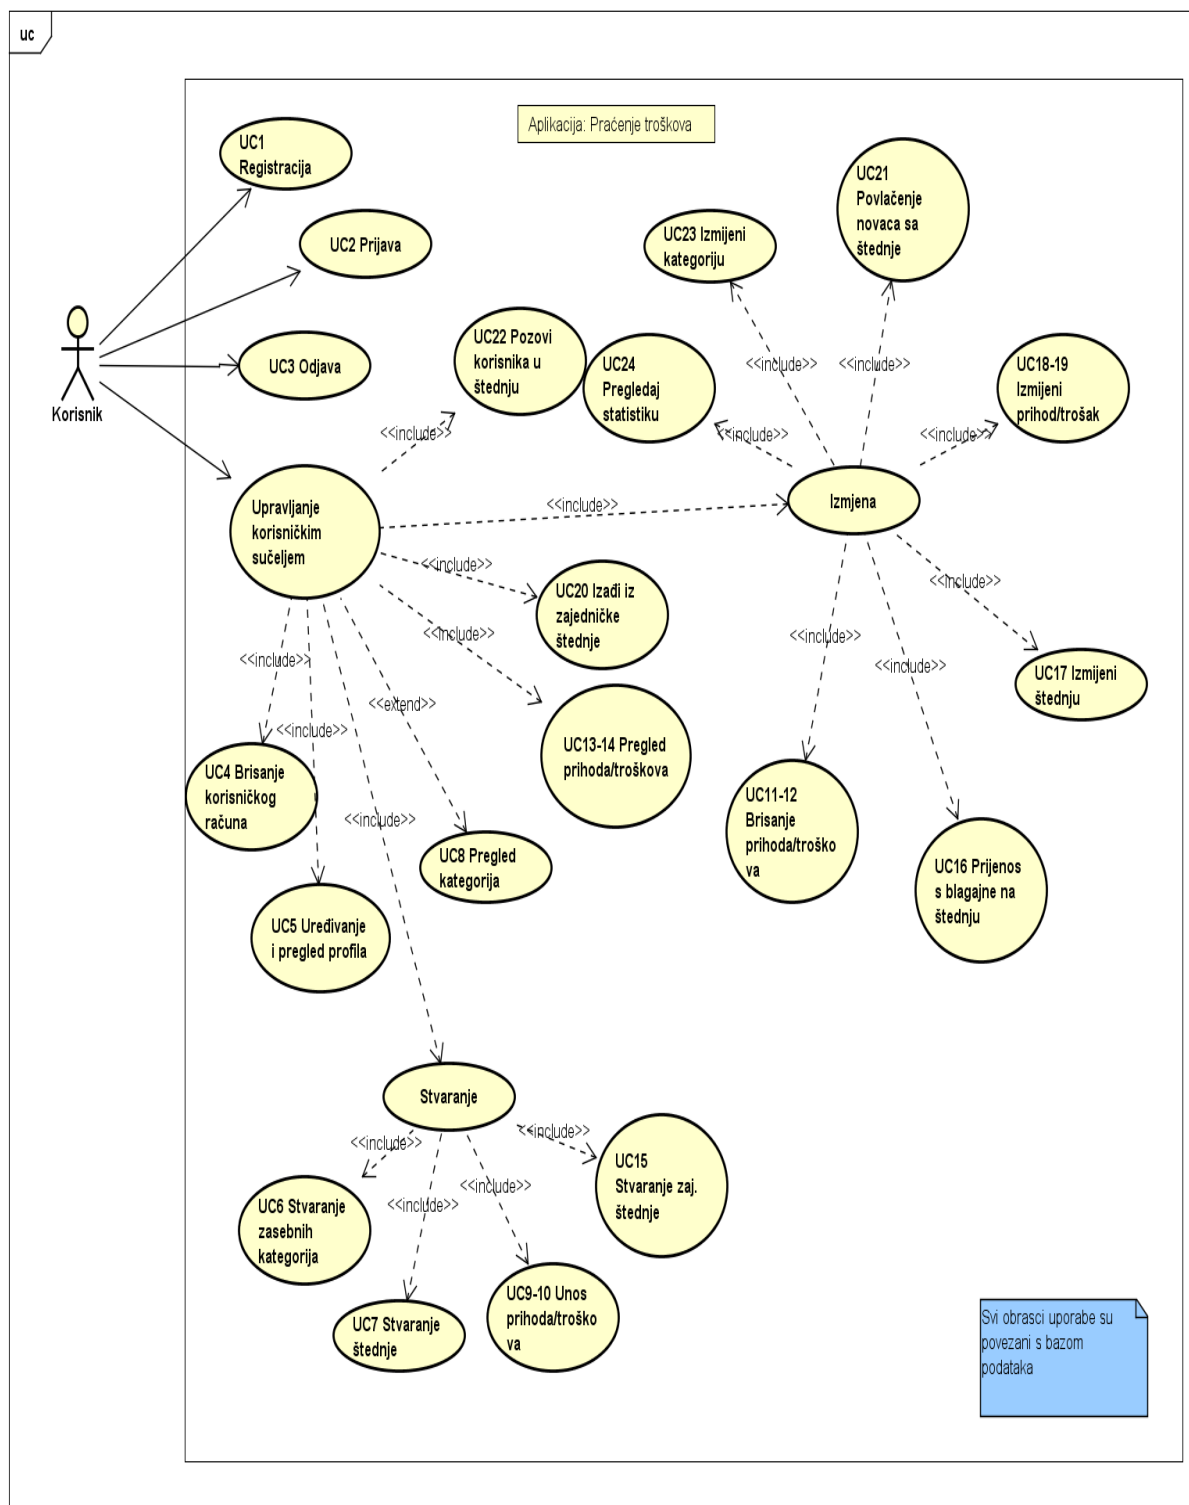 uc
Aplikacija: Praćenje troškova
UC1
Registracija
UC2 Prijava
UC3 Odjava
Korisnik
UC21
Povlačenje
novaca sa
štednje
UC23 Izmijeni
kategoriju
UC22 Pozovi
korisnika u
štednju
UC24
Pregledaj
statistiku
UC18-19
Izmijeni
prihod/trošak
<<include>>
<<include>>
<<include>>
<<include>>
<<include>>
Upravljanje
korisničkim
sučeljem
<<include>>
Izmjena
<<include>>
UC20 Izađi iz
zajedničke
štednje
<<include>>
<<include>>
<<include>>
<<include>>
<<include>>
UC17 Izmijeni
štednju
<<extend>>
<<include>>
UC13-14 Pregled
prihoda/troškova
UC4 Brisanje
korisničkog
računa
<<include>>
UC8 Pregled
kategorija
UC11-12
Brisanje
prihoda/troško
va
UC16 Prijenos
s blagajne na
štednju
UC5 Uređivanje
i pregled profila
<<include>>
Stvaranje
<<include>>
<<include>>
<<include>>
<<include>>
UC15
Stvaranje zaj.
štednje
UC6 Stvaranje
zasebnih
kategorija
UC7 Stvaranje
štednje
UC9-10 Unos
prihoda/troško
va
Svi obrasci uporabe su
povezani s bazom
podataka